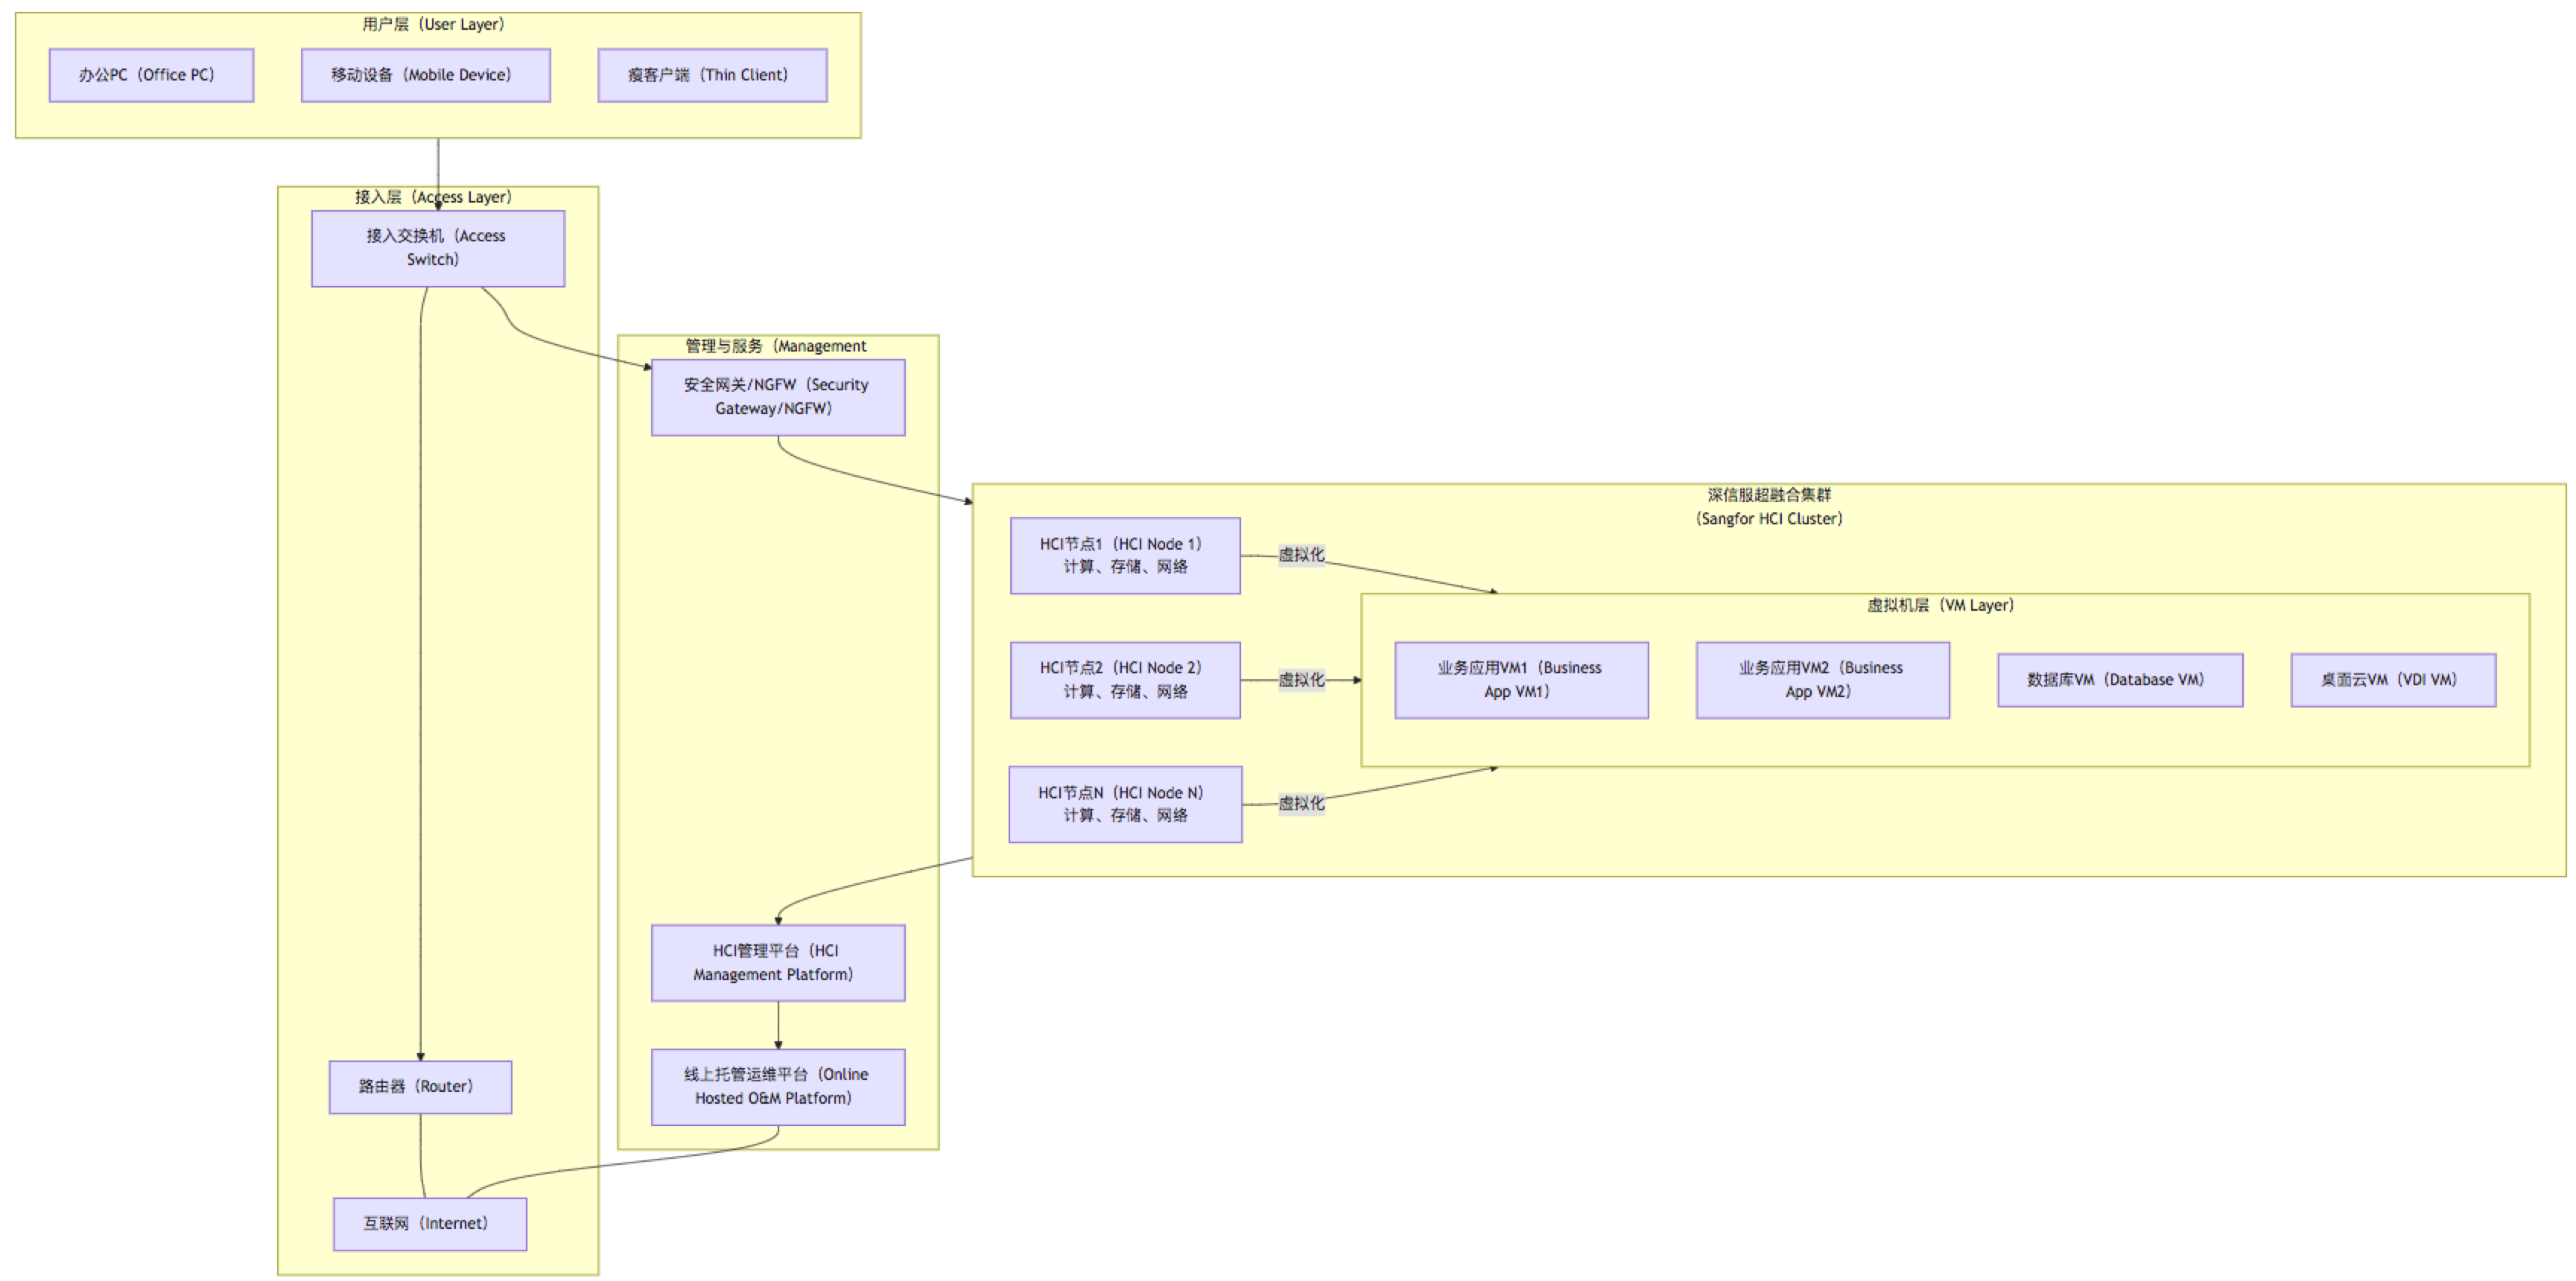 用户层（User Layer）
办公PC（Office PC）
移动设备（Mobile Device）
瘦客户端（Thin Client）
接入层（Access Layer）
接入交换机（Access
Switch）
管理与服务（Management
安全网关/NGFW（Security
Gateway/NGFW）
深信服超融合集群
（Sangfor HCI Cluster）
HCI节点1（HCI Node 1）
计算、存储、网络
虚拟化
虚拟机层（VM Layer）
HCI节点2（HCI Node 2）
计算、存储、网络
虚拟化
业务应用VM1（Business
App VM1）
业务应用VM2（Business
App VM2）
数据库VM（Database VM）
桌面云VM（VDI VM）
HCI节点N（HCI Node N）
计算、存储、网络
虚拟化
HCI管理平台（HCI
Management Platform）
线上托管运维平台（Online
Hosted O&M Platform）
路由器（Router）
互联网（Internet）